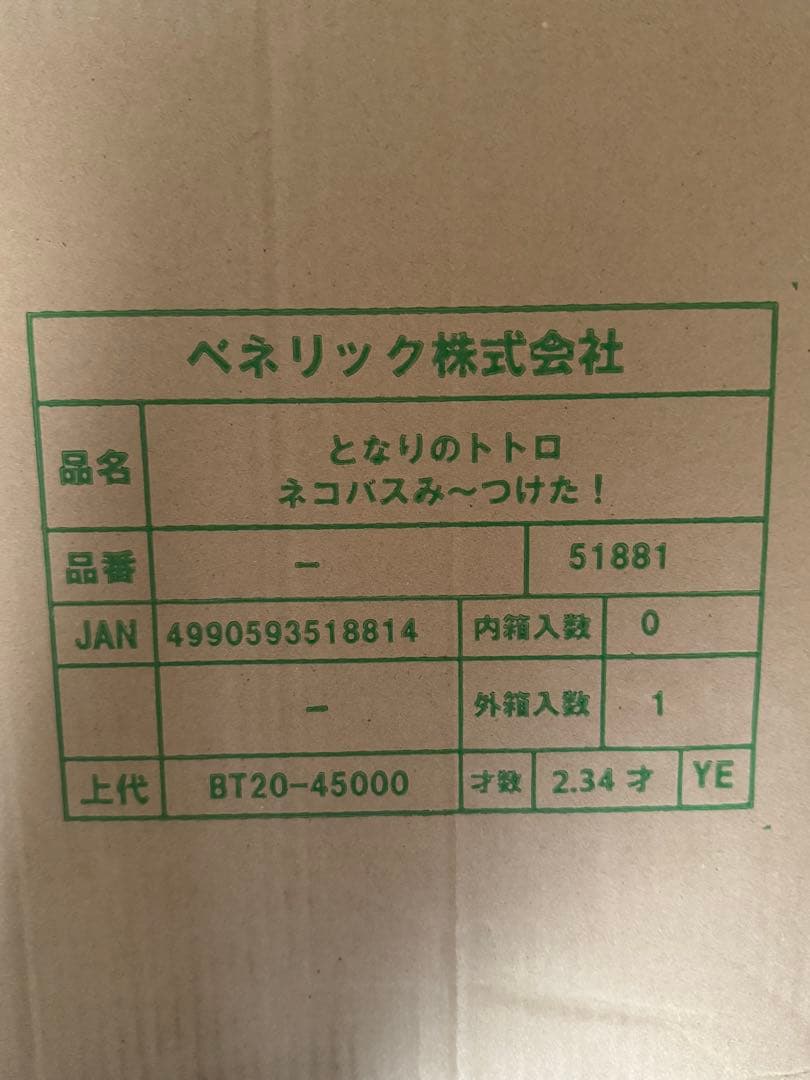 ベネリック株式会社
品名
となりのトトロ
ネコバスみ〜つけた！
品番 － 51881
JAN 4990593518814 内箱入数 0
－ 外箱入数 1
上代 BT20-45000 才数 2.34 才 YE